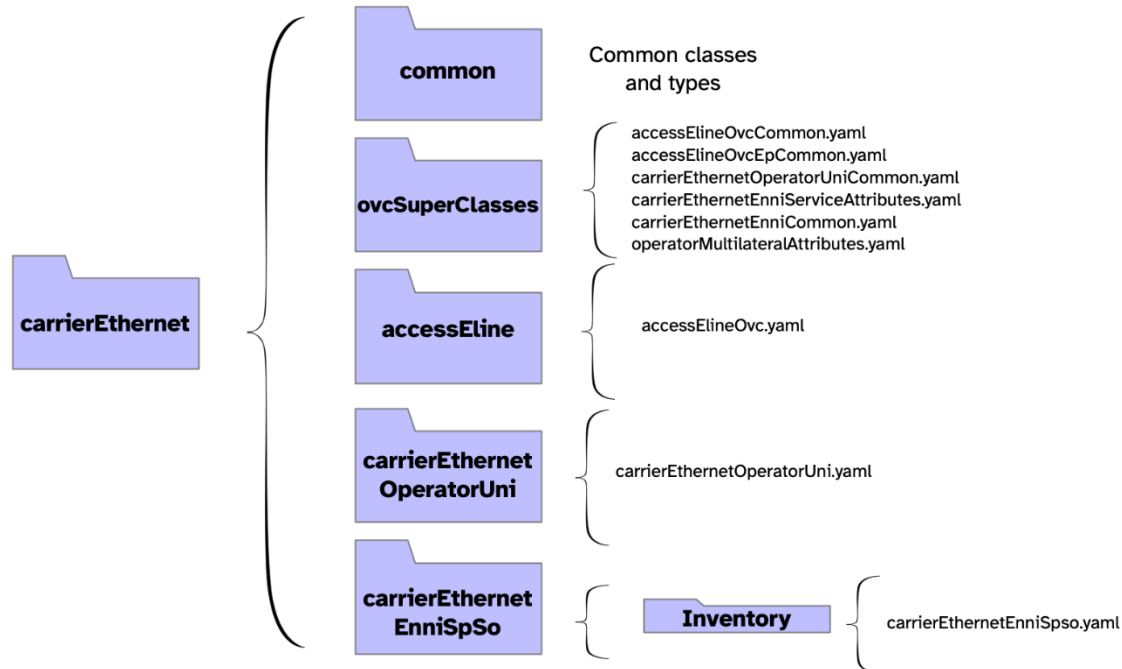 common
Common classes
and types
ovcSuperClasses
accessElineOvcCommon.yaml
accessElineOvcEpCommon.yaml
carrierEthernetOperatorUniCommon.yaml
carrierEthernetEnniServiceAttributes.yaml
carrierEthernetEnniCommon.yaml
operatorMultilateralAttributes.yaml
carrierEthernet
accessEline
accessElineOvc.yaml
carrierEthernet
OperatorUni
carrierEthernetOperatorUni.yaml
carrierEthernet
EnniSpSo
Inventory
carrierEthernetEnniSpso.yaml